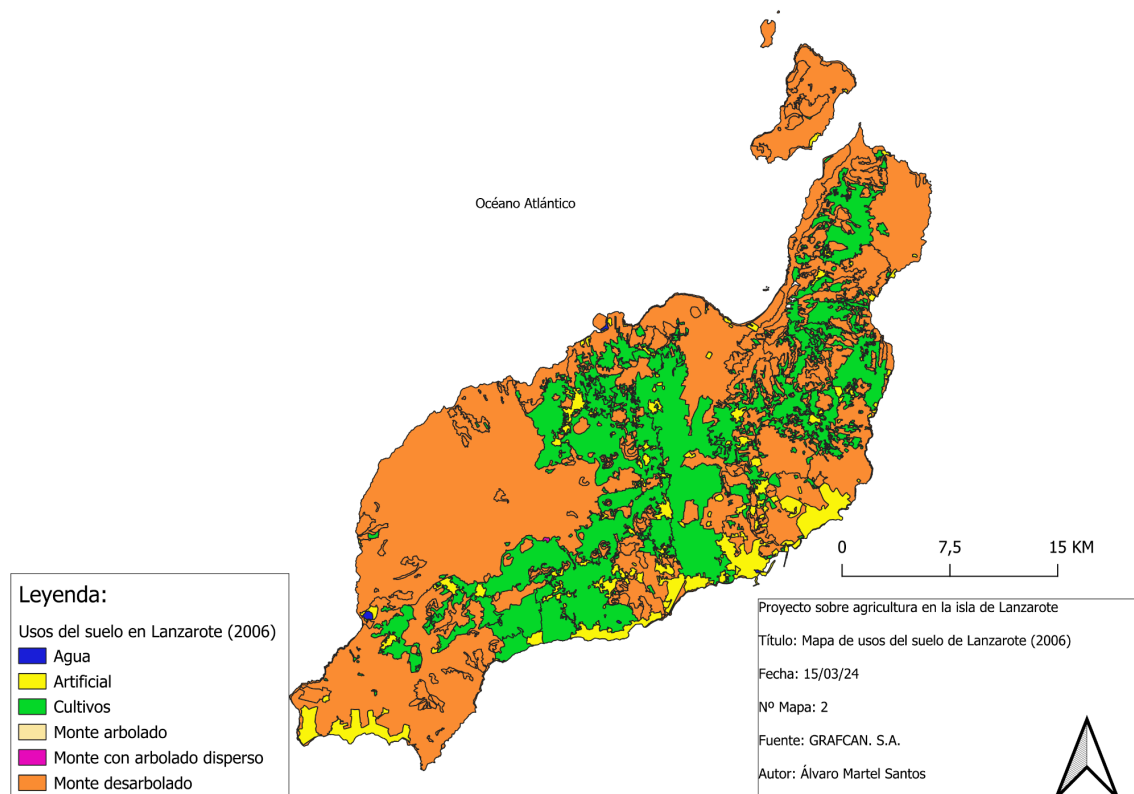 Océano Atlántico
0 7,5 15 KM
Leyenda:
Usos del suelo en Lanzarote (2006)
Agua
Artificial
Cultivos
Monte arbolado
Monte con arbolado disperso
Monte desarbolado
Proyecto sobre agricultura en la isla de Lanzarote
Título: Mapa de usos del suelo de Lanzarote (2006)
Fecha: 15/03/24
Nº Mapa: 2
Fuente: GRAFCAN. S.A.
Autor: Álvaro Martel Santos